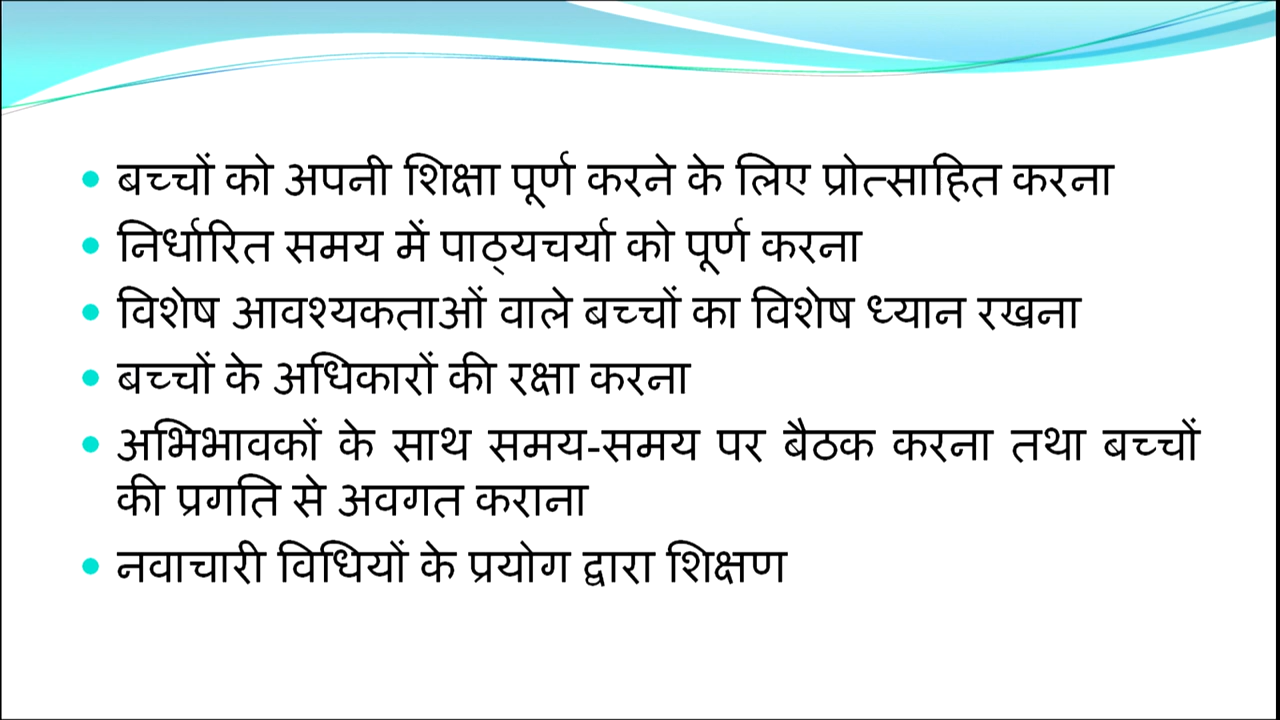 • बच्चों को अपनी शिक्षा पूर्ण करने के लिए प्रोत्साहित करना
• निर्धारित समय में पाठ्यचर्या को पूर्ण करना
• विशेष आवश्यकताओं वाले बच्चों का विशेष ध्यान रखना
• बच्चों के अधिकारों की रक्षा करना
• अभिभावकों के साथ समय-समय पर बैठक करना तथा बच्चों
की प्रगति से अवगत कराना
• नवाचारी विधियों के प्रयोग द्वारा शिक्षण